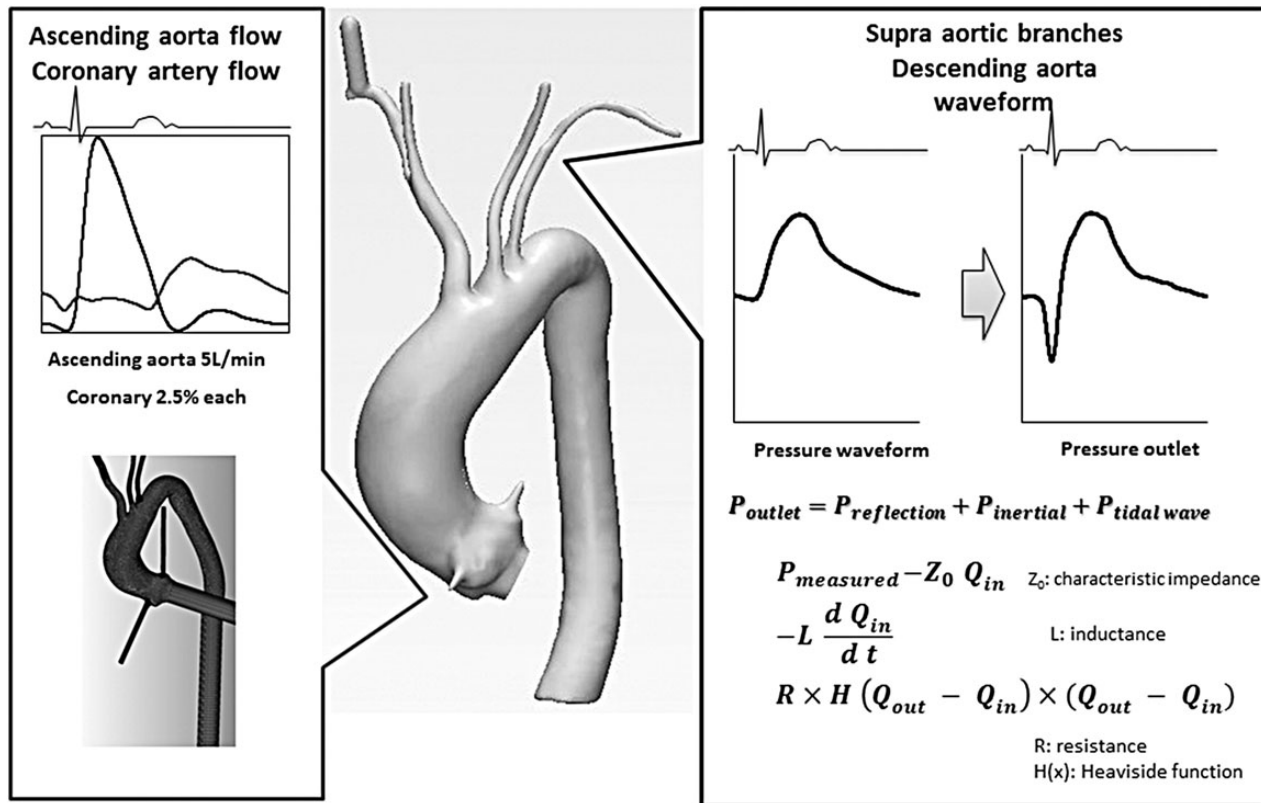 Ascending aorta flow
Coronary artery flow
Ascending aorta 5L/min
Coronary 2.5% each
Supra aortic branches
Descending aorta
waveform
Pressure waveform
Pressure outlet
P_outlet = P_reflection + P_inertial + P_tidal wave
P_measured − Z_0 Q_in Z_0: characteristic impedance
−L d Q_in / d t L: inductance
R × H (Q_out − Q_in) × (Q_out − Q_in)
R: resistance
H(x): Heaviside function